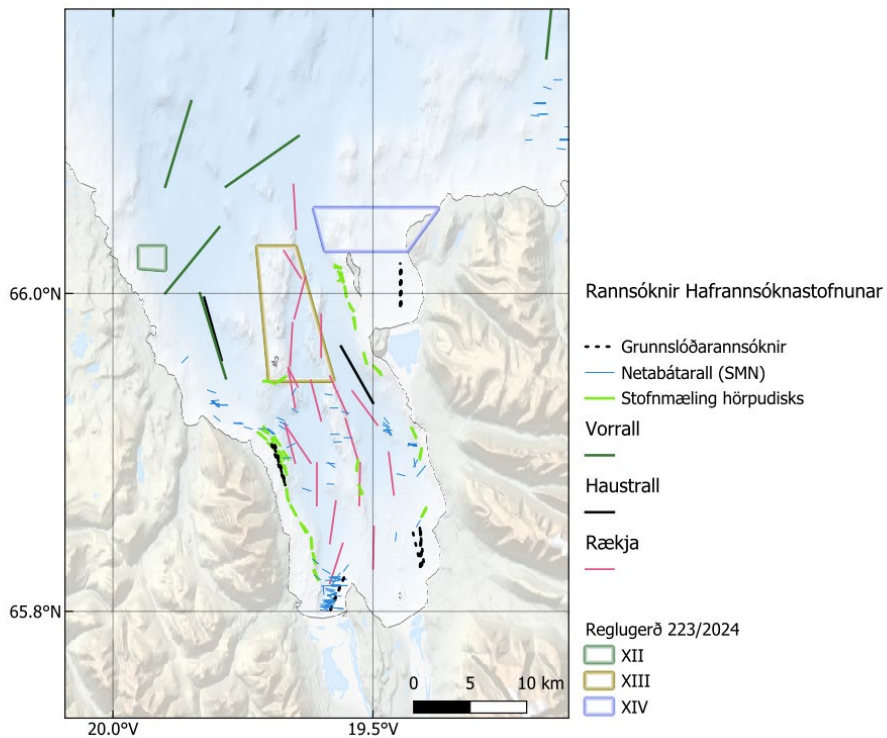 66.0°N
65.8°N
20.0°V
19.5°V
0 5 10 km
Rannsóknir Hafrannsóknastofnunar
Grunnslóðarannsóknir
Netabátarall (SMN)
Stofnmæling hörpudisks
Vorrall
Haustrall
Rækja
Reglugerð 223/2024
XII
XIII
XIV